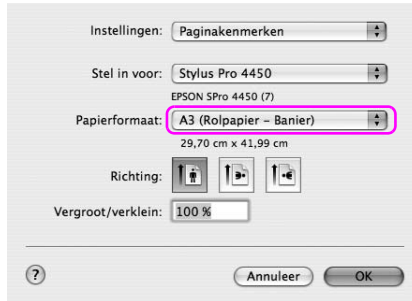 Instellingen: Paginakenmerken
Stel in voor: Stylus Pro 4450
EPSON SPro 4450 (7)
Papierformaat: A3 (Rolpapier – Banier)
29,70 cm x 41,99 cm
Richting:
Vergroot/verklein: 100 %
? Annuleer OK